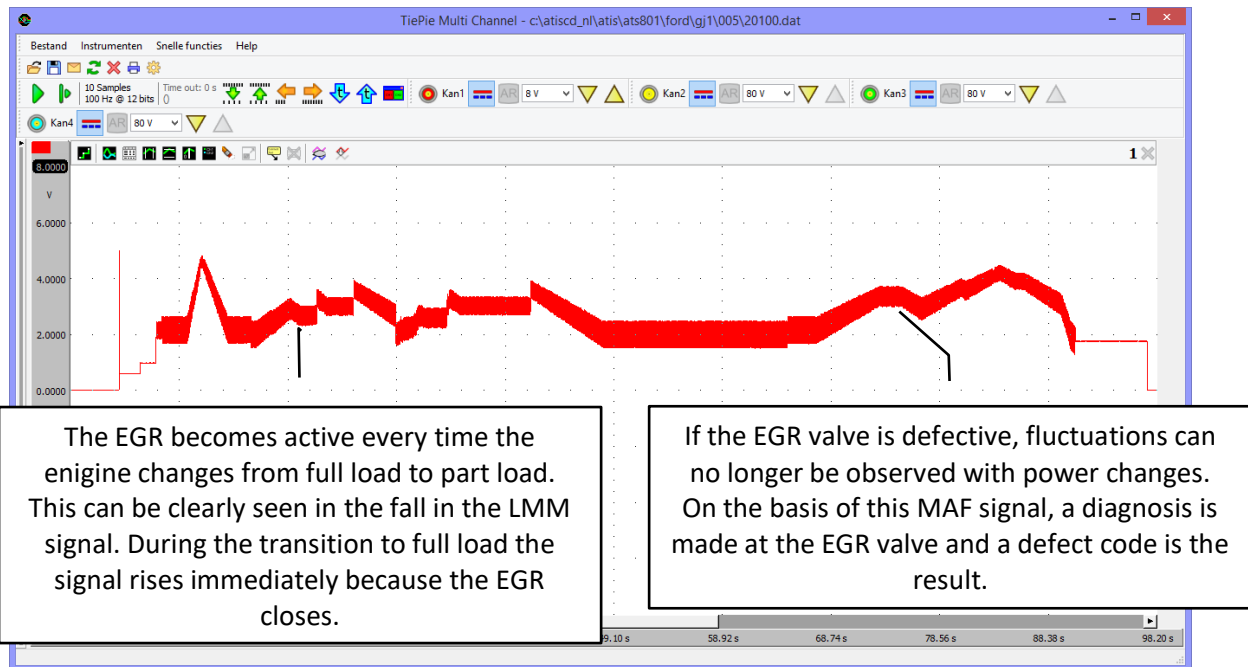 TiePie Multi Channel - c:\atiscd_nl\atis\ats801\ford\gj1\005\20100.dat
Bestand Instrumenten Snelle functies Help
10 Samples
100 Hz @ 12 bits
Time out: 0 s
0
Kan1 AR 8 V Kan2 AR 80 V Kan3 AR 80 V
Kan4 AR 80 V
1
8.0000
V
6.0000
4.0000
2.0000
0.0000
The EGR becomes active every time the
enigine changes from full load to part load.
This can be clearly seen in the fall in the LMM
signal. During the transition to full load the
signal rises immediately because the EGR
closes.
If the EGR valve is defective, fluctuations can
no longer be observed with power changes.
On the basis of this MAF signal, a diagnosis is
made at the EGR valve and a defect code is the
result.
9.10 s 58.92 s 68.74 s 78.56 s 88.38 s 98.20 s